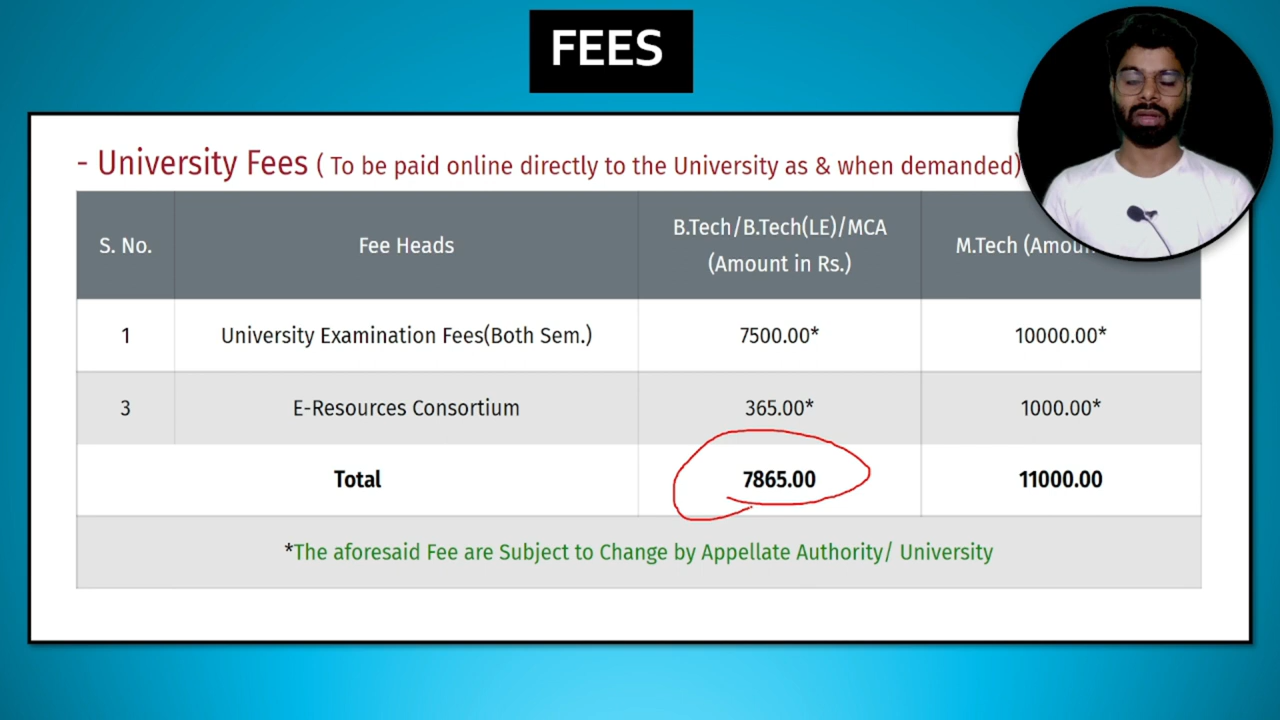 FEES
- University Fees ( To be paid online directly to the University as & when demanded)
S. No.
Fee Heads
B.Tech/B.Tech(LE)/MCA
(Amount in Rs.)
M.Tech
1
University Examination Fees(Both Sem.)
7500.00*
10000.00*
3
E-Resources Consortium
365.00*
1000.00*
Total
7865.00
11000.00
*The aforesaid Fee are Subject to Change by Appellate Authority/ University